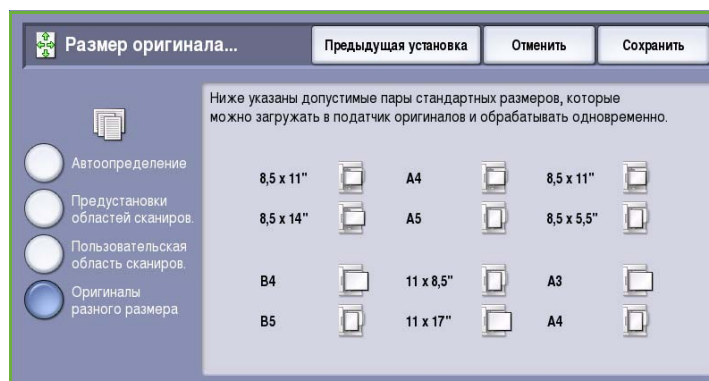 Размер оригинала...
Предыдущая установка
Отменить
Сохранить
Ниже указаны допустимые пары стандартных размеров, которые
можно загружать в податчик оригиналов и обрабатывать одновременно.
Автоопределение
Предустановки
областей сканиров.
Пользовательская
область сканиров.
Оригиналы
разного размера
8,5 x 11" A4 8,5 x 11"
8,5 x 14" A5 8,5 x 5,5"
B4 11 x 8,5" A3
B5 11 x 17" A4